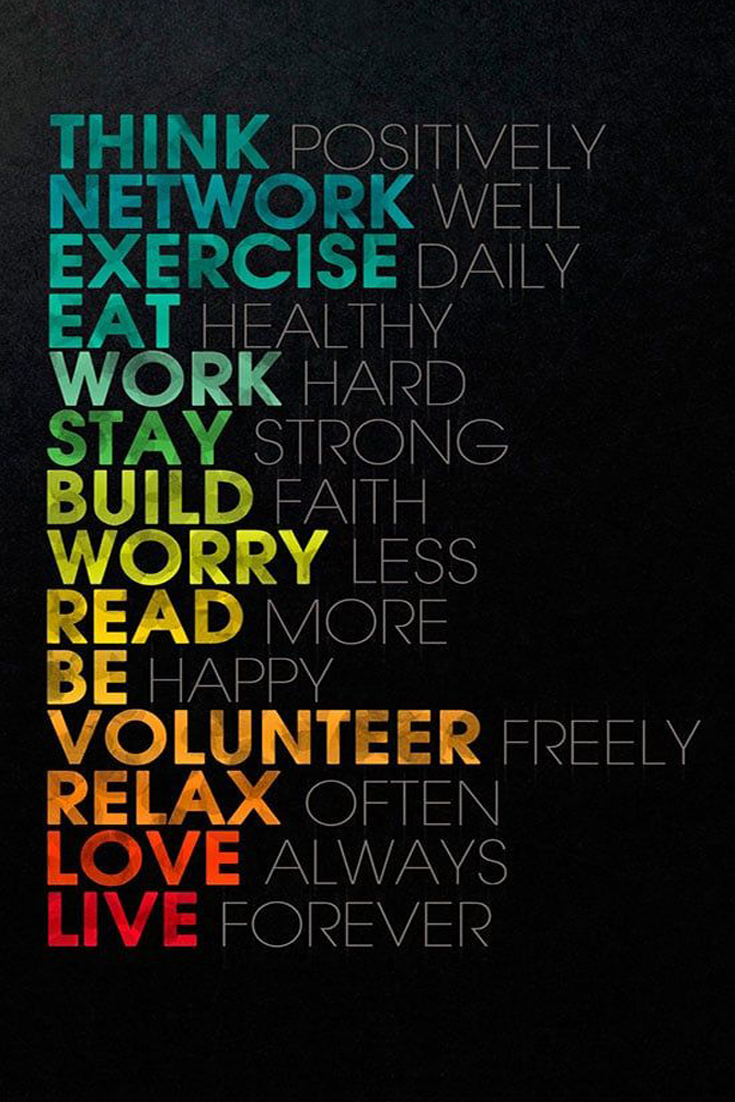 THINK POSITIVELY
NETWORK WELL
EXERCISE DAILY
EAT HEALTHY
WORK HARD
STAY STRONG
BUILD FAITH
WORRY LESS
READ MORE
BE HAPPY
VOLUNTEER FREELY
RELAX OFTEN
LOVE ALWAYS
LIVE FOREVER